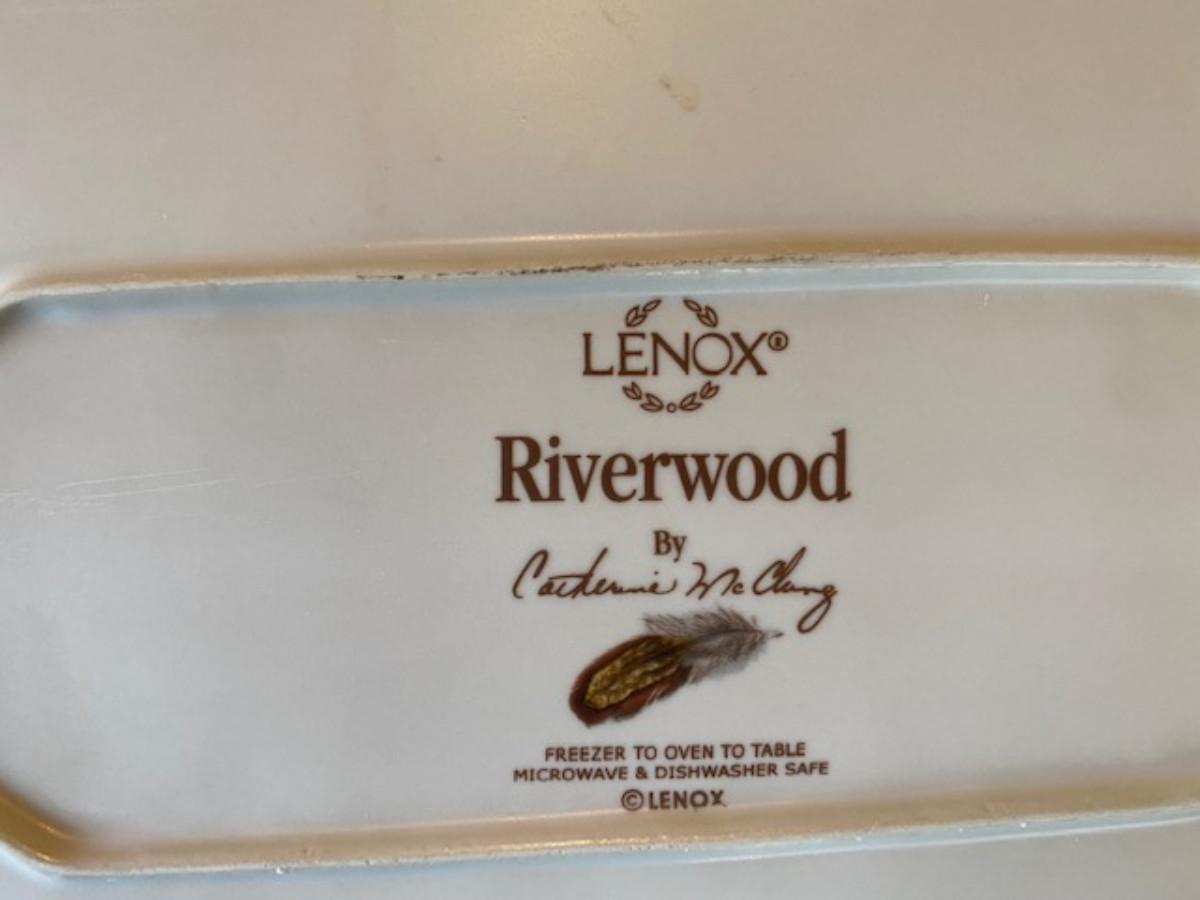 LENOX®
Riverwood
By
Catherine McClung
FREEZER TO OVEN TO TABLE
MICROWAVE & DISHWASHER SAFE
©LENOX